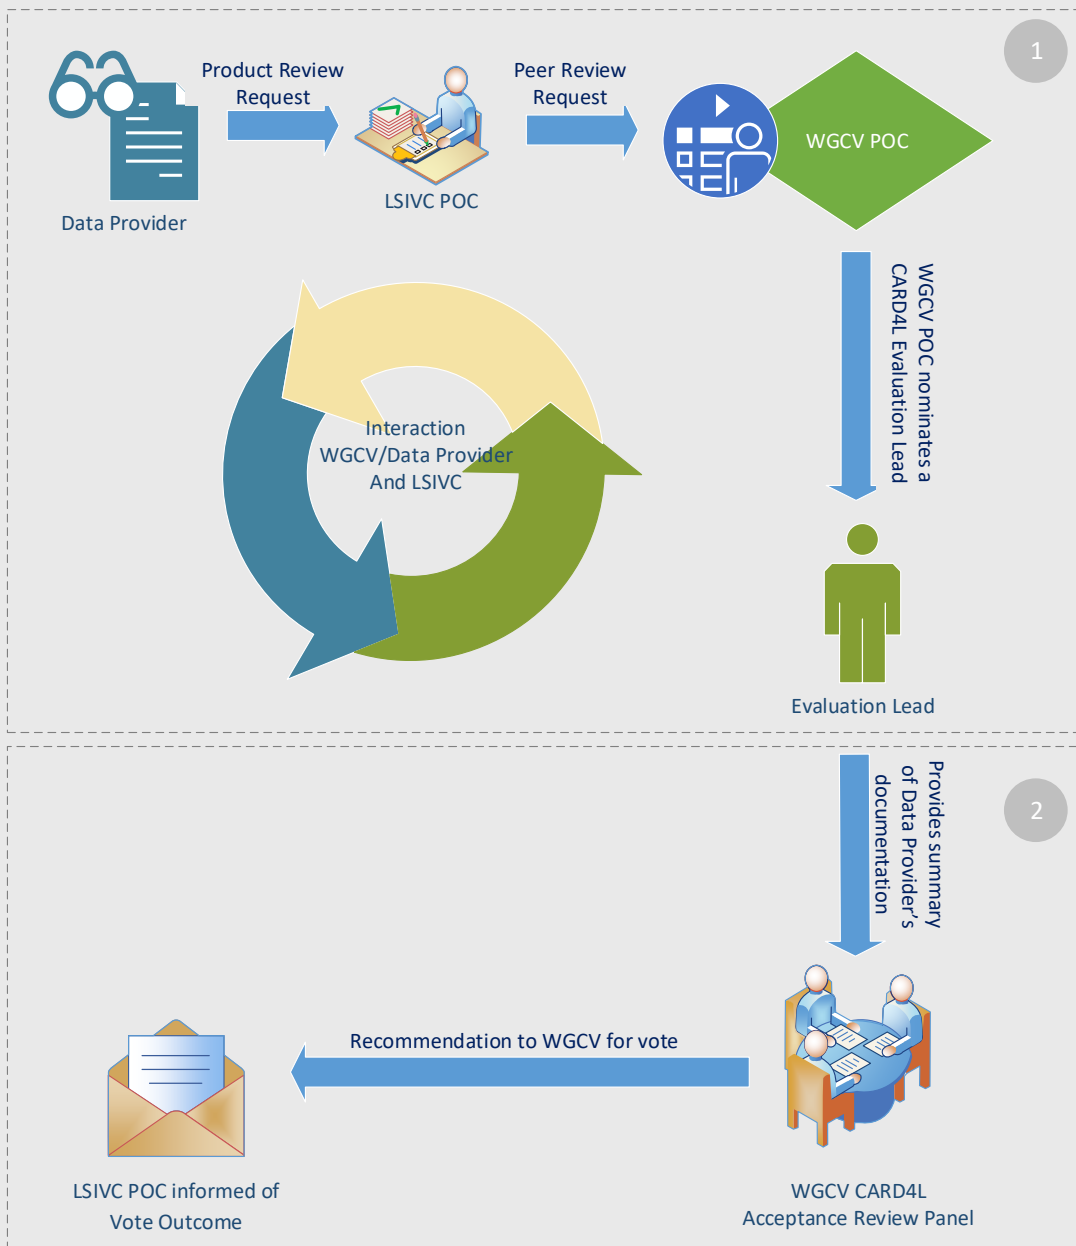 1
Product Review
Request
Peer Review
Request
WGCV POC
LSIVC POC
Data Provider
WGCV POC nominates a
CARD4L Evaluation Lead
Interaction
WGCV/Data Provider
And LSIVC
Evaluation Lead
2
Provides summary
of Data Provider's
documentation
Recommendation to WGCV for vote
LSIVC POC informed of
Vote Outcome
WGCV CARD4L
Acceptance Review Panel